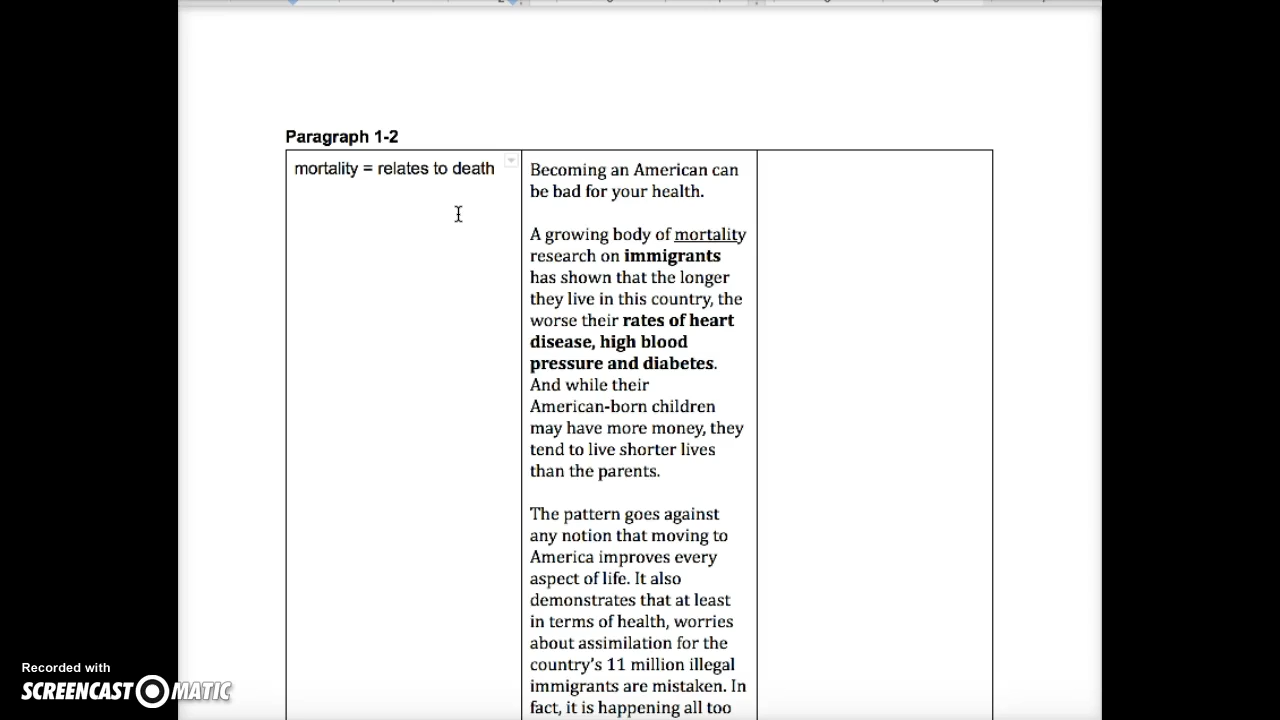 Paragraph 1-2
mortality = relates to death
Becoming an American can
be bad for your health.
A growing body of mortality
research on immigrants
has shown that the longer
they live in this country, the
worse their rates of heart
disease, high blood
pressure and diabetes.
And while their
American-born children
may have more money, they
tend to live shorter lives
than the parents.
The pattern goes against
any notion that moving to
America improves every
aspect of life. It also
demonstrates that at least
in terms of health, worries
about assimilation for the
country's 11 million illegal
immigrants are mistaken. In
fact, it is happening all too
Recorded with
SCREENCAST-O-MATIC